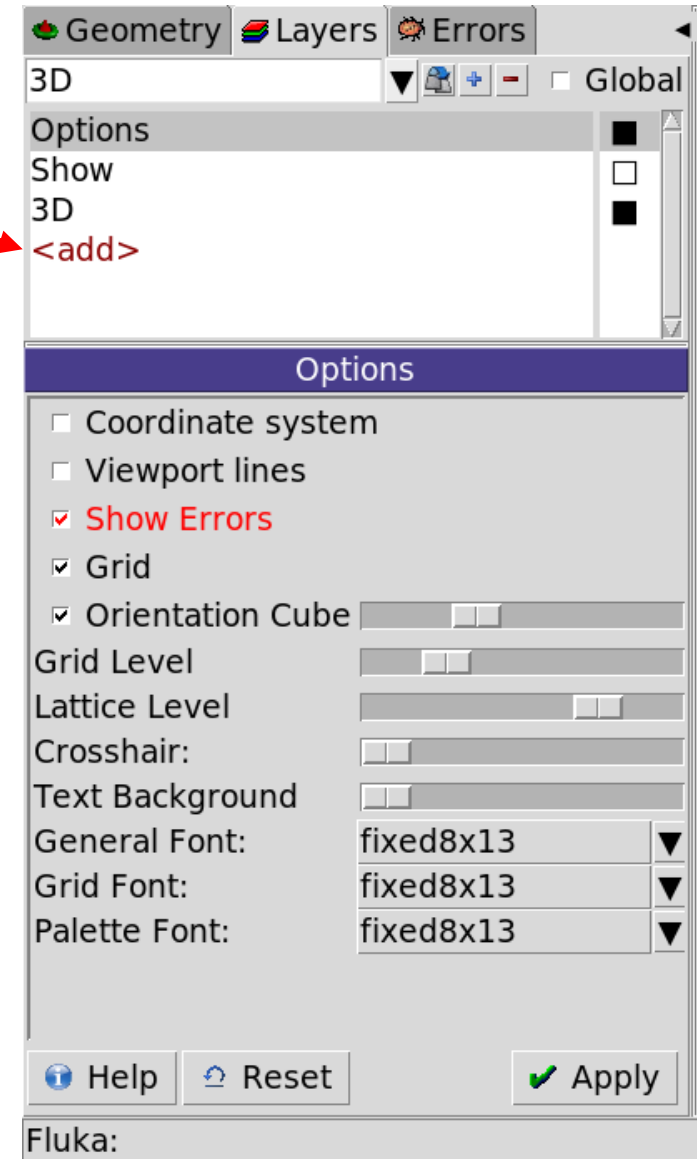 Geometry Layers Errors
3D Global
Options
Show
3D
<add>
Options
Coordinate system
Viewport lines
Show Errors
Grid
Orientation Cube
Grid Level
Lattice Level
Crosshair:
Text Background
General Font: fixed8x13
Grid Font: fixed8x13
Palette Font: fixed8x13
Help Reset Apply
Fluka: